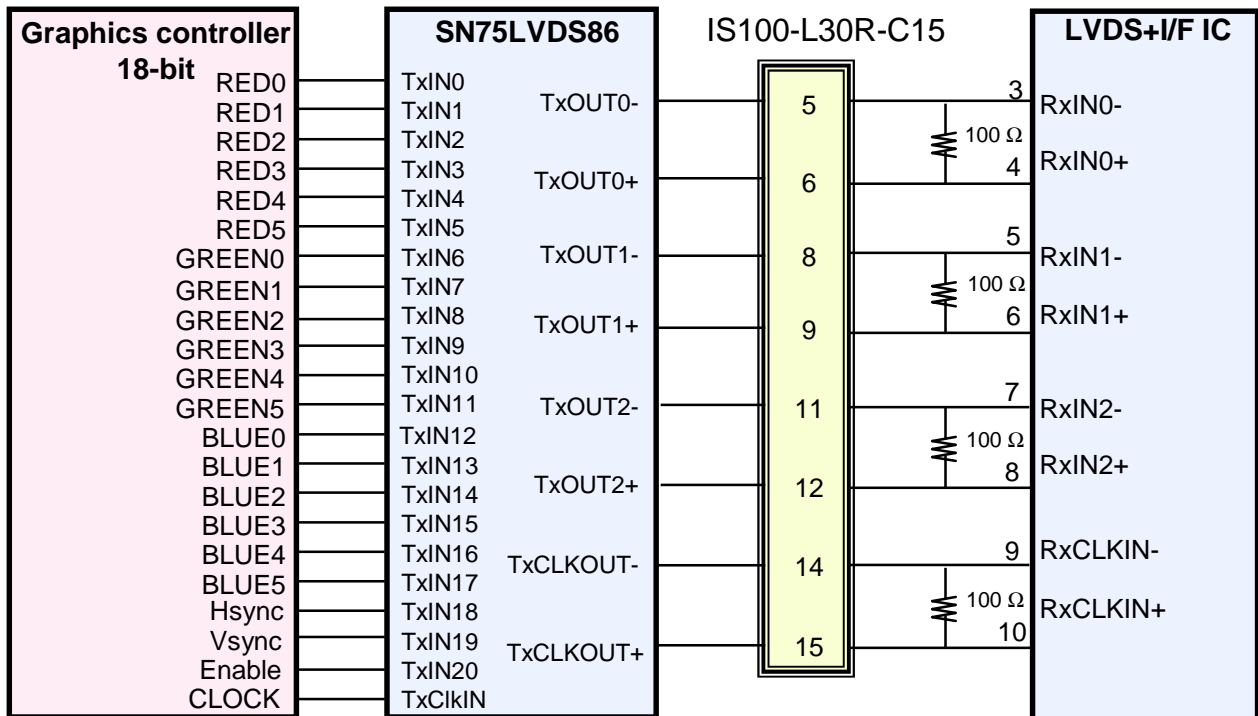 Graphics controller
18-bit
RED0
RED1
RED2
RED3
RED4
RED5
GREEN0
GREEN1
GREEN2
GREEN3
GREEN4
GREEN5
BLUE0
BLUE1
BLUE2
BLUE3
BLUE4
BLUE5
Hsync
Vsync
Enable
CLOCK
SN75LVDS86
TxIN0
TxIN1
TxIN2
TxIN3
TxIN4
TxIN5
TxIN6
TxIN7
TxIN8
TxIN9
TxIN10
TxIN11
TxIN12
TxIN13
TxIN14
TxIN15
TxIN16
TxIN17
TxIN18
TxIN19
TxIN20
TxClkIN
TxOUT0-
TxOUT0+
TxOUT1-
TxOUT1+
TxOUT2-
TxOUT2+
TxCLKOUT-
TxCLKOUT+
IS100-L30R-C15
5
6
8
9
11
12
14
15
3
100 Ω
4
5
100 Ω
6
7
100 Ω
8
9
100 Ω
10
LVDS+I/F IC
RxIN0-
RxIN0+
RxIN1-
RxIN1+
RxIN2-
RxIN2+
RxCLKIN-
RxCLKIN+